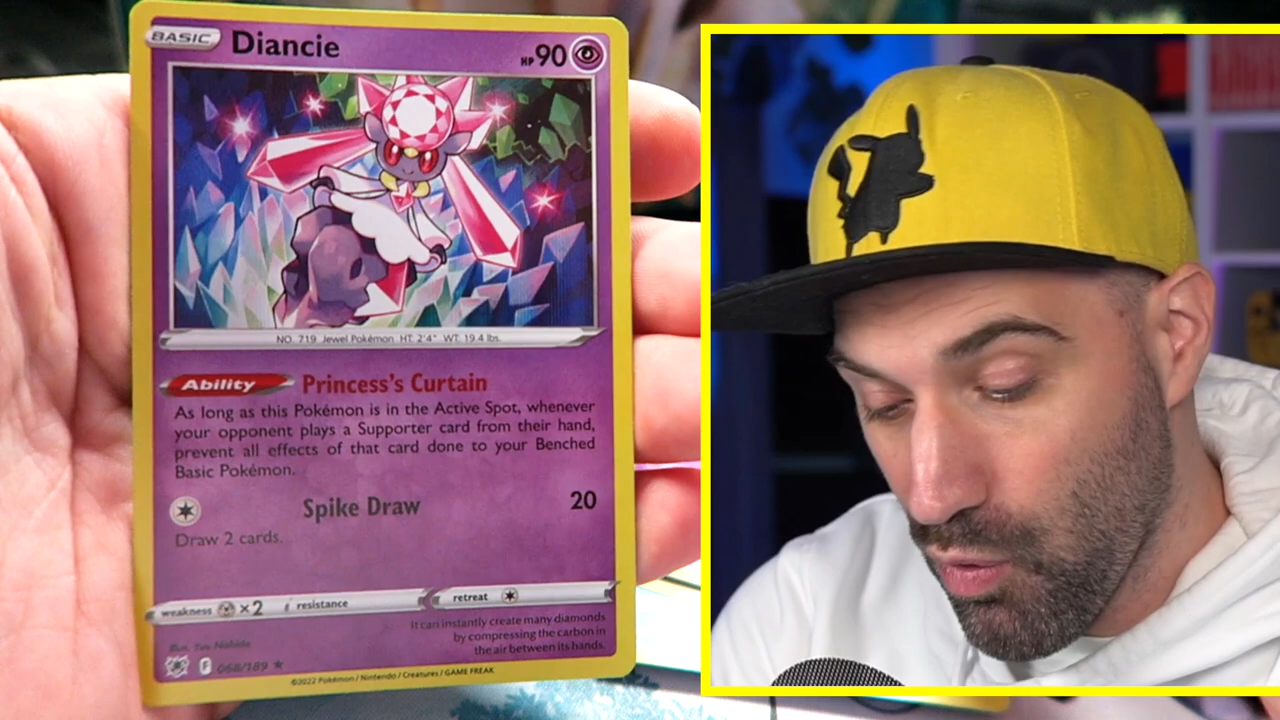 BASIC Diancie HP 90
NO. 719 Jewel Pokémon HT: 2'4" WT: 19.4 lbs.
Ability Princess's Curtain
As long as this Pokémon is in the Active Spot, whenever
your opponent plays a Supporter card from their hand,
prevent all effects of that card done to your Benched
Basic Pokémon.
Spike Draw 20
Draw 2 cards.
weakness ×2 resistance retreat
It can instantly create many diamonds
by compressing the carbon in
the air between its hands.
Illus. Yuu Nishida
F 068/189
©2022 Pokémon / Nintendo / Creatures / GAME FREAK